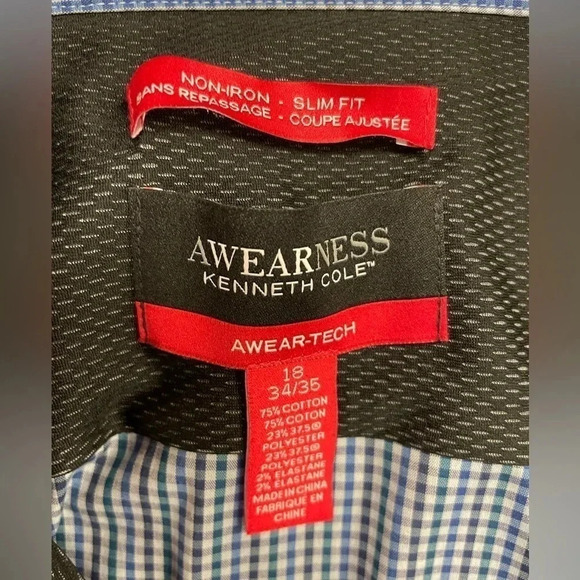 NON-IRON - SLIM FIT
SANS REPASSAGE - COUPE AJUSTÉE
AWEARNESS
KENNETH COLE™
AWEAR-TECH
18
34/35
75% COTTON
75% COTON
23% 37.5®
POLYESTER
23% 37.5®
POLYESTER
2% ELASTANE
2% ELASTANE
MADE IN CHINA
FABRIQUE EN
CHINE